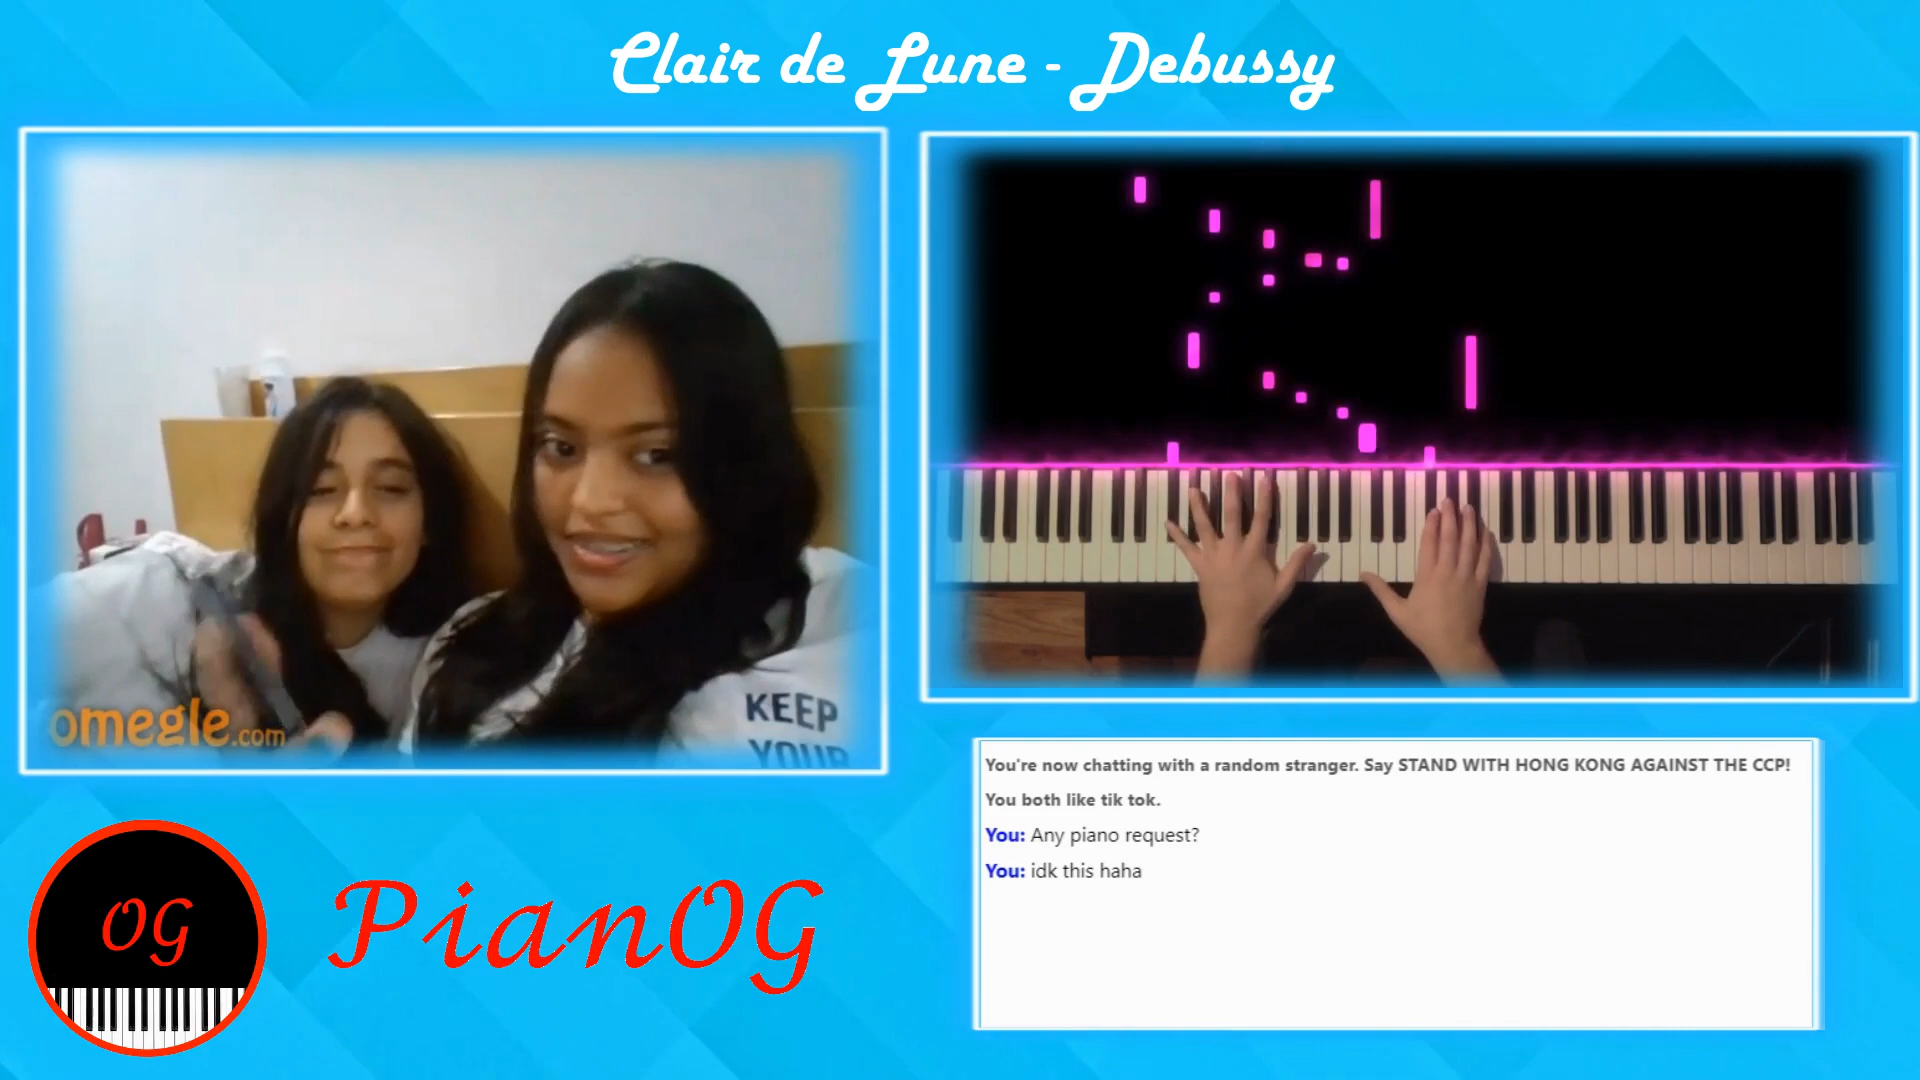 Clair de Lune - Debussy
KEEP
YOUR
omegle.com
You're now chatting with a random stranger. Say STAND WITH HONG KONG AGAINST THE CCP!
You both like tik tok.
You: Any piano request?
You: idk this haha
OG
PianOG